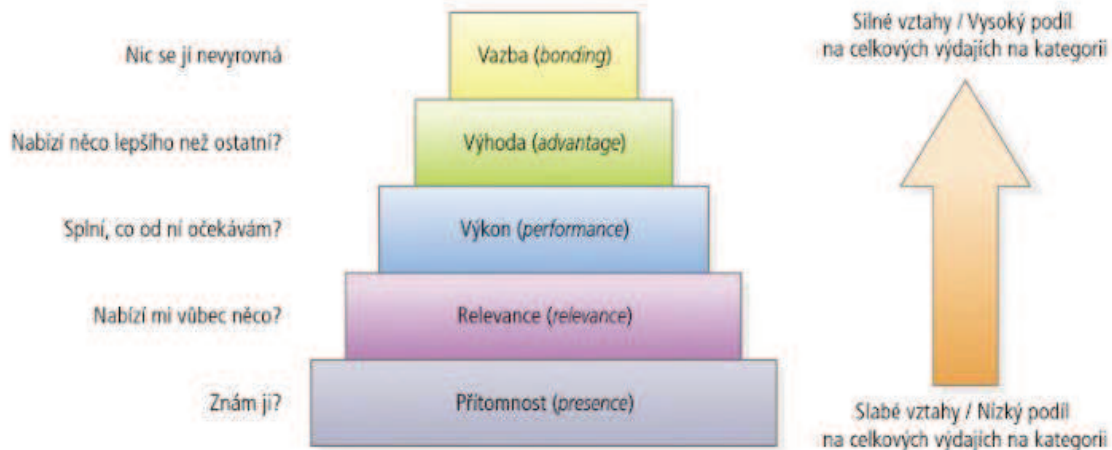 Silné vztahy / Vysoký podíl
na celkových výdajích na kategorii
Nic se jí nevyrovná
Vazba (bonding)
Nabízí něco lepšího než ostatní?
Výhoda (advantage)
Splní, co od ní očekávám?
Výkon (performance)
Nabízí mi vůbec něco?
Relevance (relevance)
Znám ji?
Přítomnost (presence)
Slabé vztahy / Nízký podíl
na celkových výdajích na kategorii